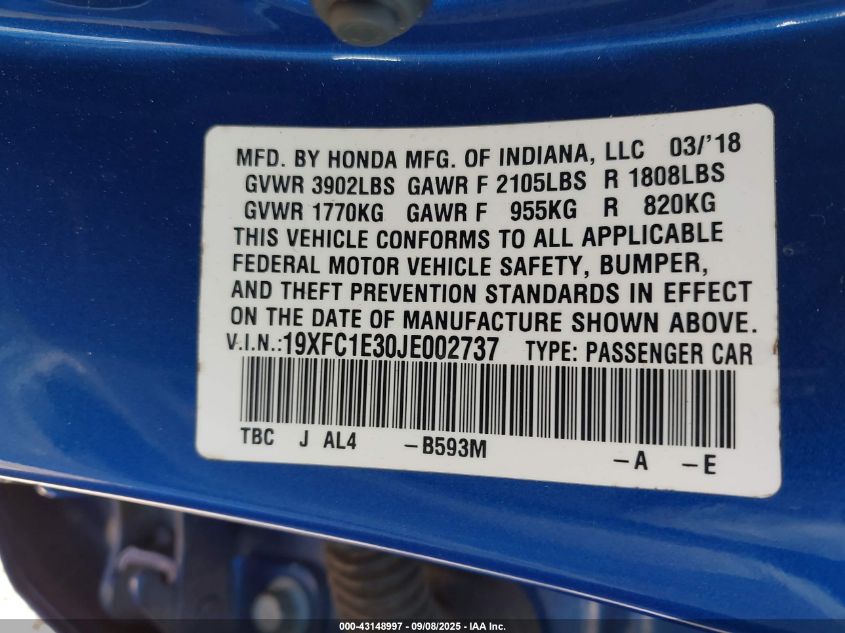 MFD. BY HONDA MFG. OF INDIANA, LLC 03/'18
GVWR 3902LBS GAWR F 2105LBS R 1808LBS
GVWR 1770KG GAWR F 955KG R 820KG
THIS VEHICLE CONFORMS TO ALL APPLICABLE
FEDERAL MOTOR VEHICLE SAFETY, BUMPER,
AND THEFT PREVENTION STANDARDS IN EFFECT
ON THE DATE OF MANUFACTURE SHOWN ABOVE.
V.I.N.:19XFC1E30JE002737 TYPE: PASSENGER CAR
TBC J AL4 -B593M -A -E
000-43148997 - 09/08/2025 - IAA Inc.